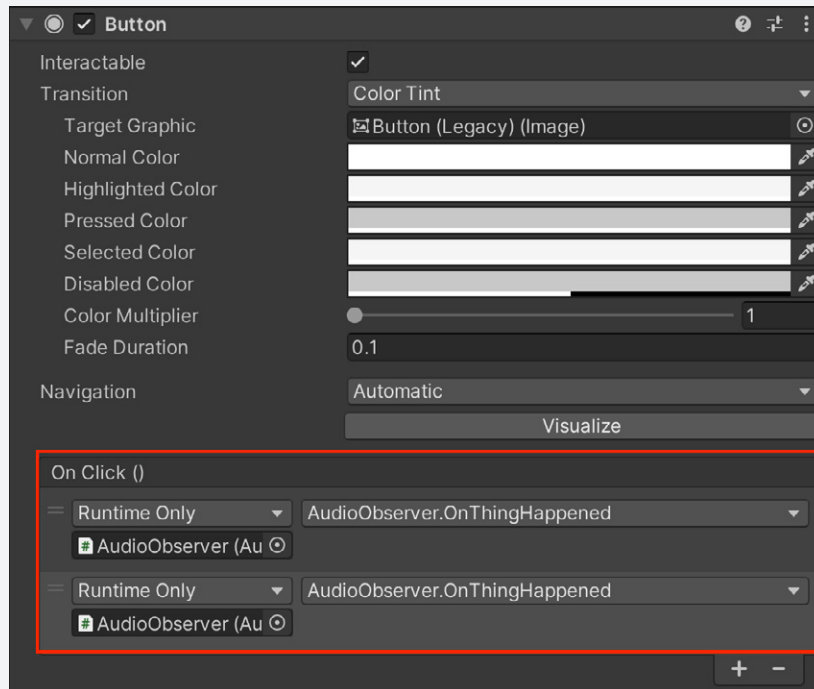 Button
Interactable
Transition Color Tint
Target Graphic Button (Legacy) (Image)
Normal Color
Highlighted Color
Pressed Color
Selected Color
Disabled Color
Color Multiplier 1
Fade Duration 0.1
Navigation Automatic
Visualize
On Click ()
Runtime Only AudioObserver.OnThingHappened
AudioObserver (Au
Runtime Only AudioObserver.OnThingHappened
AudioObserver (Au